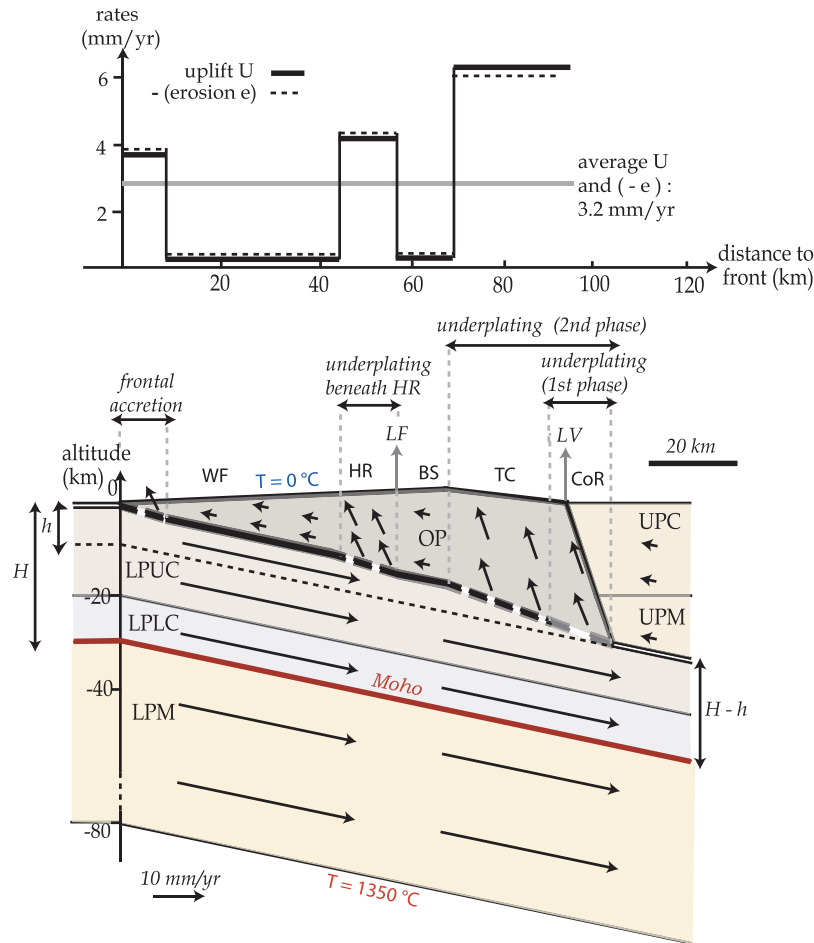 rates
(mm/yr)
6
4
2
uplift U
- (erosion e)
average U
and ( - e ) :
3.2 mm/yr
20
40
60
80
100
120
distance to
front (km)
underplating (2nd phase)
underplating
beneath HR
underplating
(1st phase)
frontal
accretion
LF
LV
20 km
altitude
(km)
WF
T = 0 °C
HR
BS
TC
CoR
0
h
H
OP
UPC
UPM
LPUC
-20
LPLC
Moho
-40
LPM
H - h
-80
10 mm/yr
T = 1350 °C